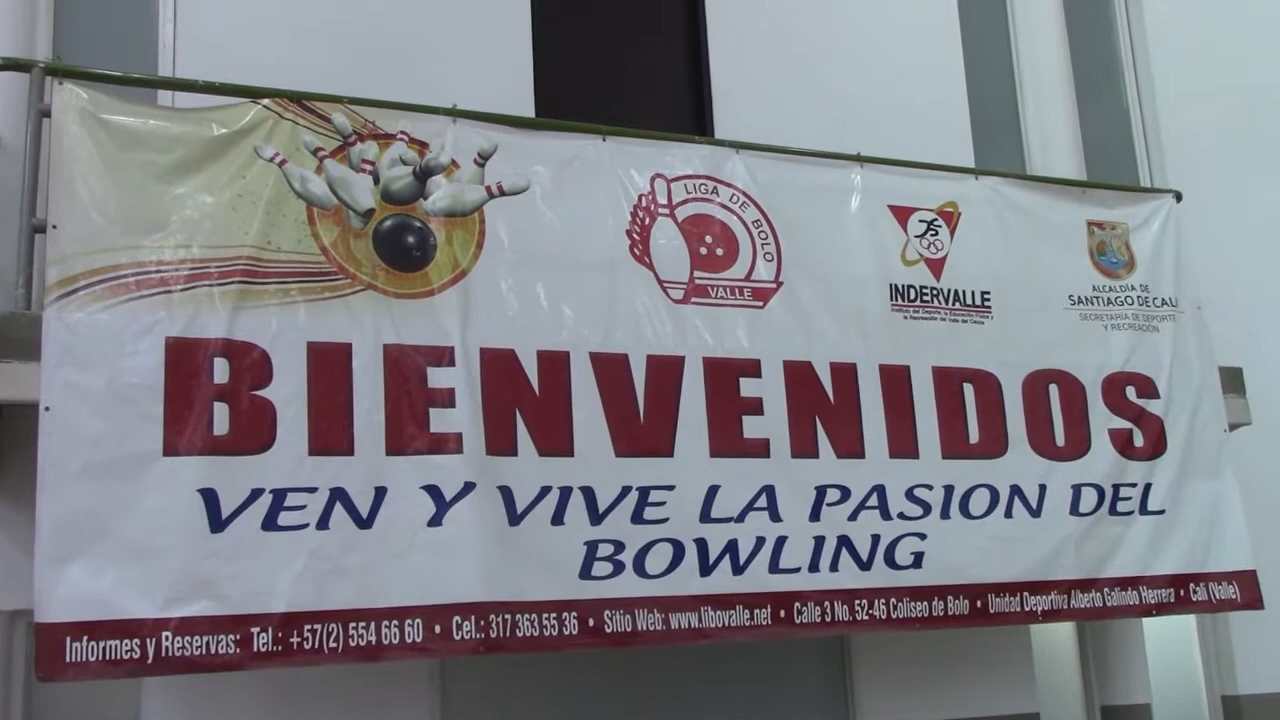 LIGA DE BOLO
VALLE
INDERVALLE
Instituto del Deporte, la Educación Física y
la Recreación del Valle del Cauca
ALCALDÍA DE
SANTIAGO DE CALI
SECRETARÍA DE DEPORTE
Y RECREACIÓN
BIENVENIDOS
VEN Y VIVE LA PASION DEL
BOWLING
Informes y Reservas: Tel.: +57(2) 554 66 60 • Cel.: 317 363 55 36 • Sitio Web: www.libovalle.net • Calle 3 No. 52-46 Coliseo de Bolo • Unidad Deportiva Alberto Galindo Herrera • Cali (Valle)